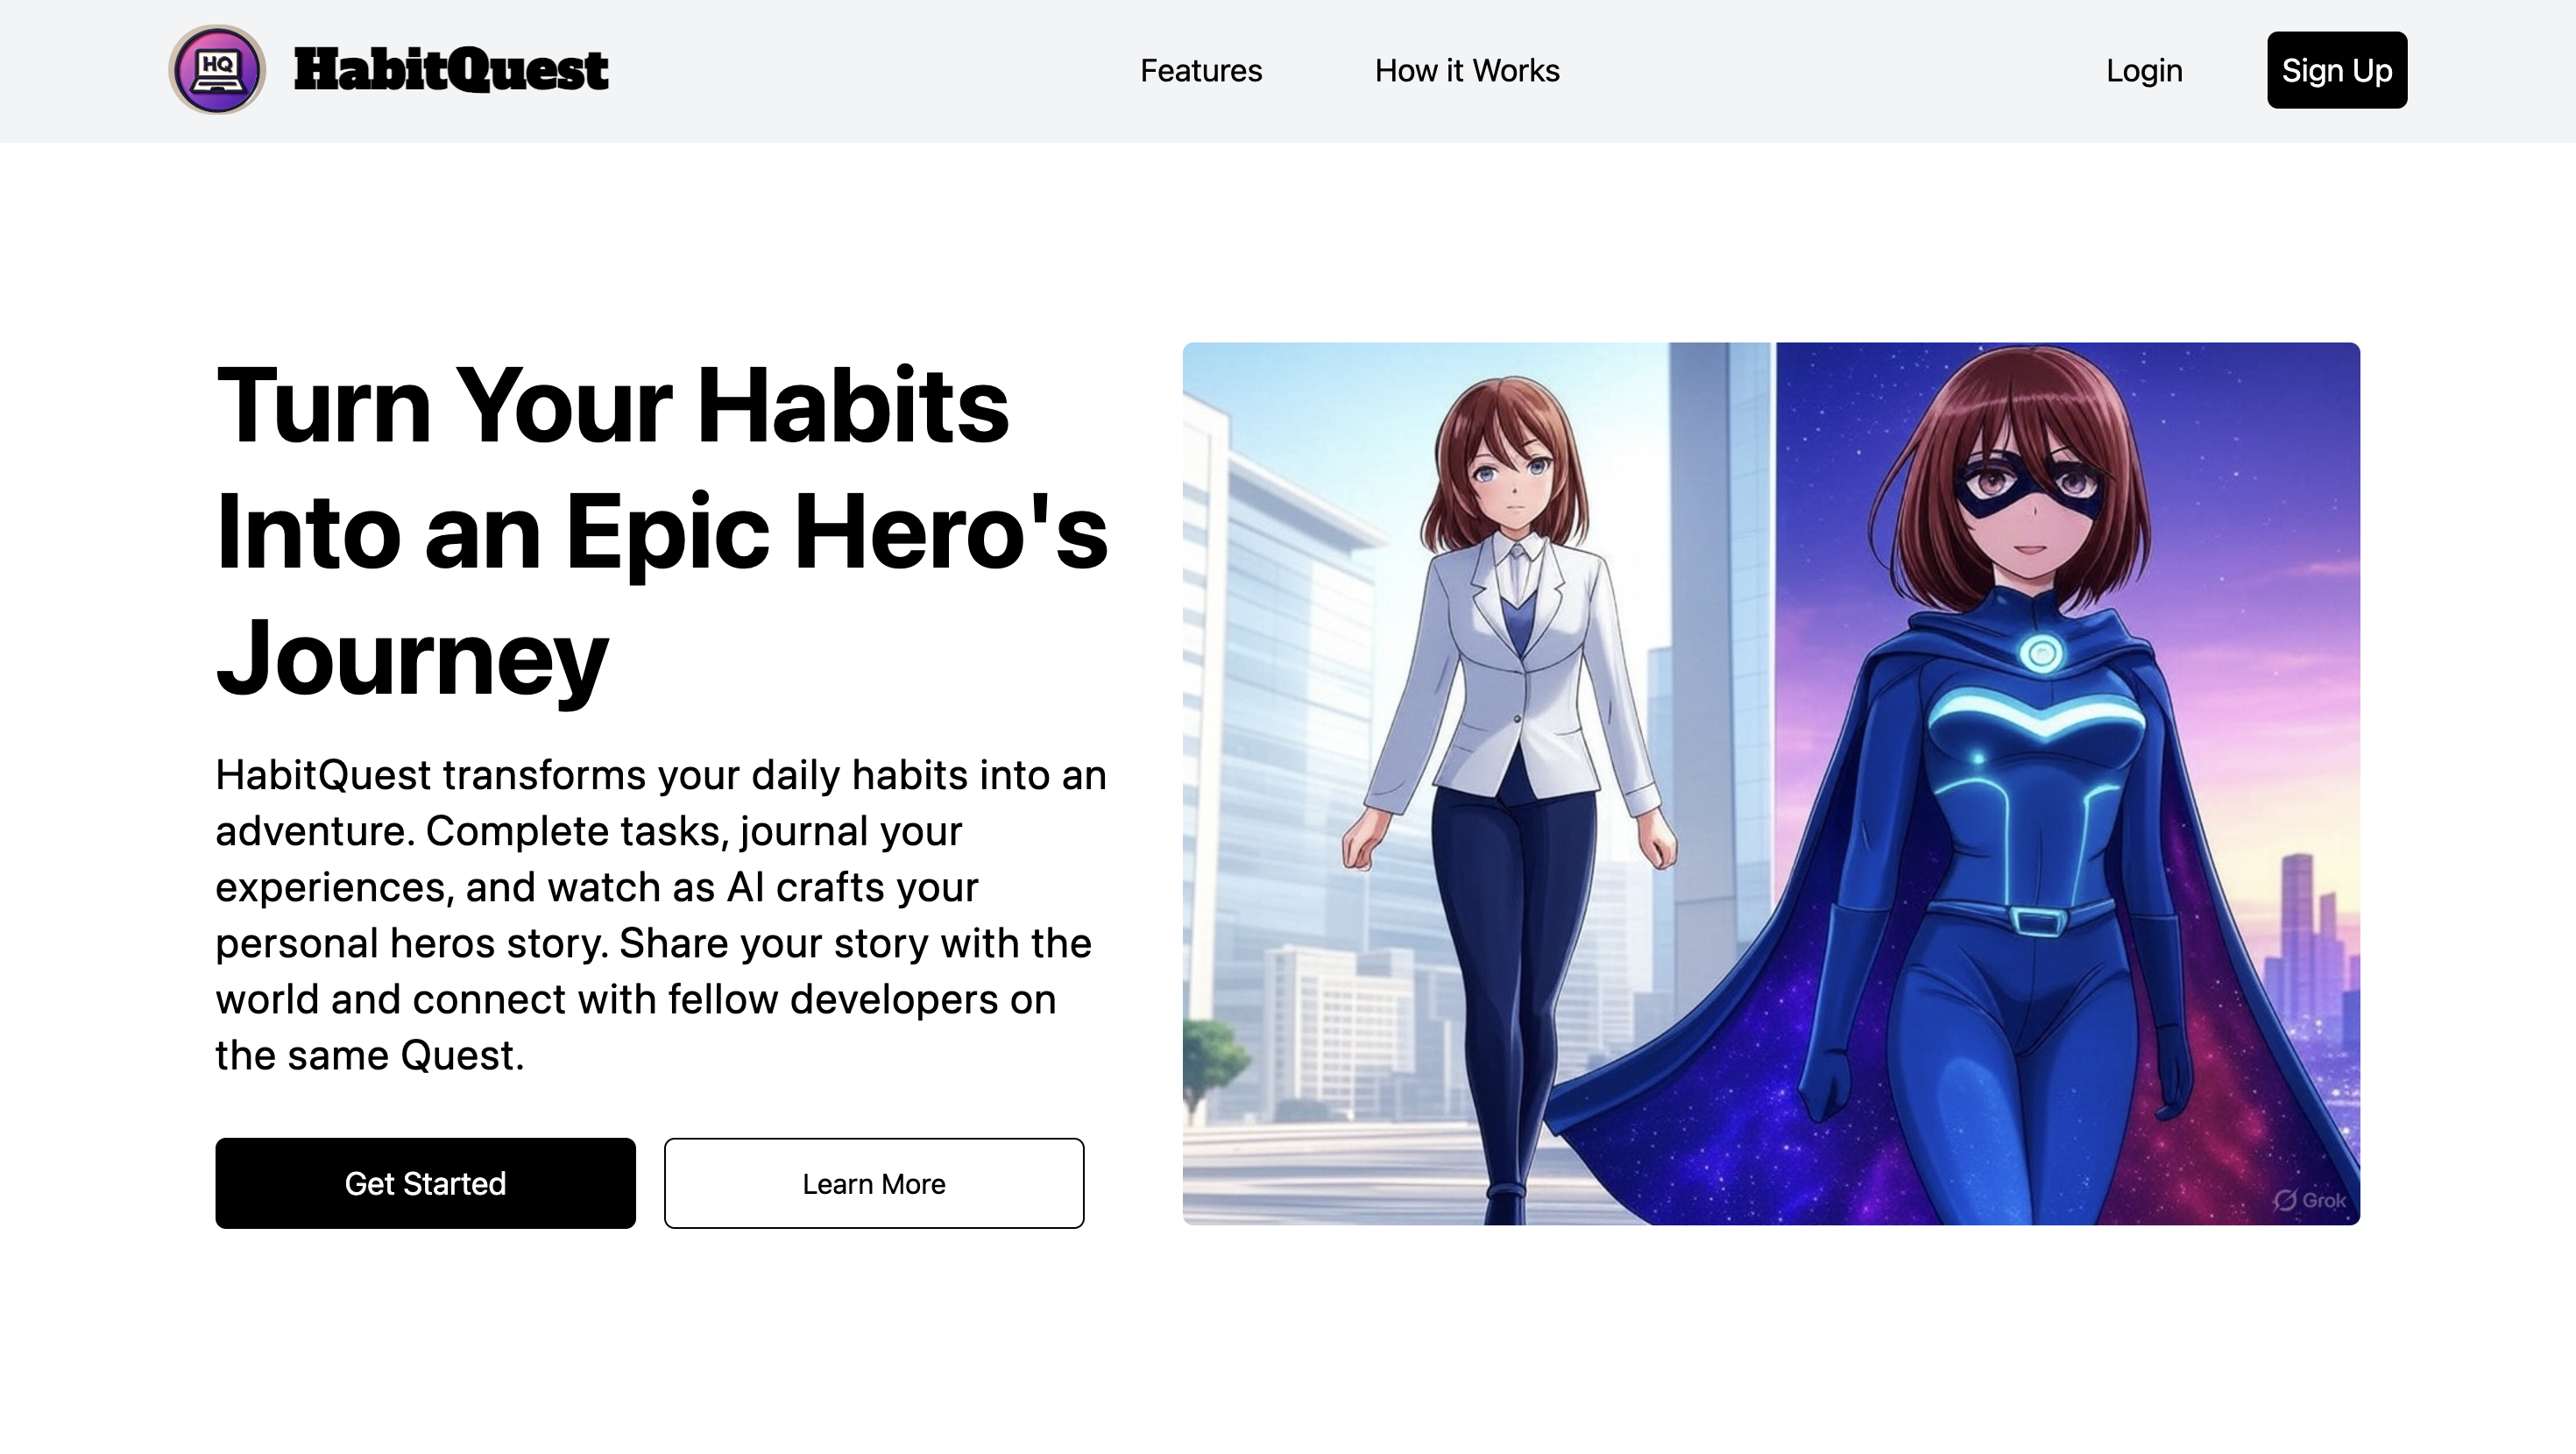 HQ
HabitQuest
Features
How it Works
Login
Sign Up
Turn Your Habits
Into an Epic Hero's
Journey
HabitQuest transforms your daily habits into an
adventure. Complete tasks, journal your
experiences, and watch as AI crafts your
personal heros story. Share your story with the
world and connect with fellow developers on
the same Quest.
Get Started
Learn More
Grok